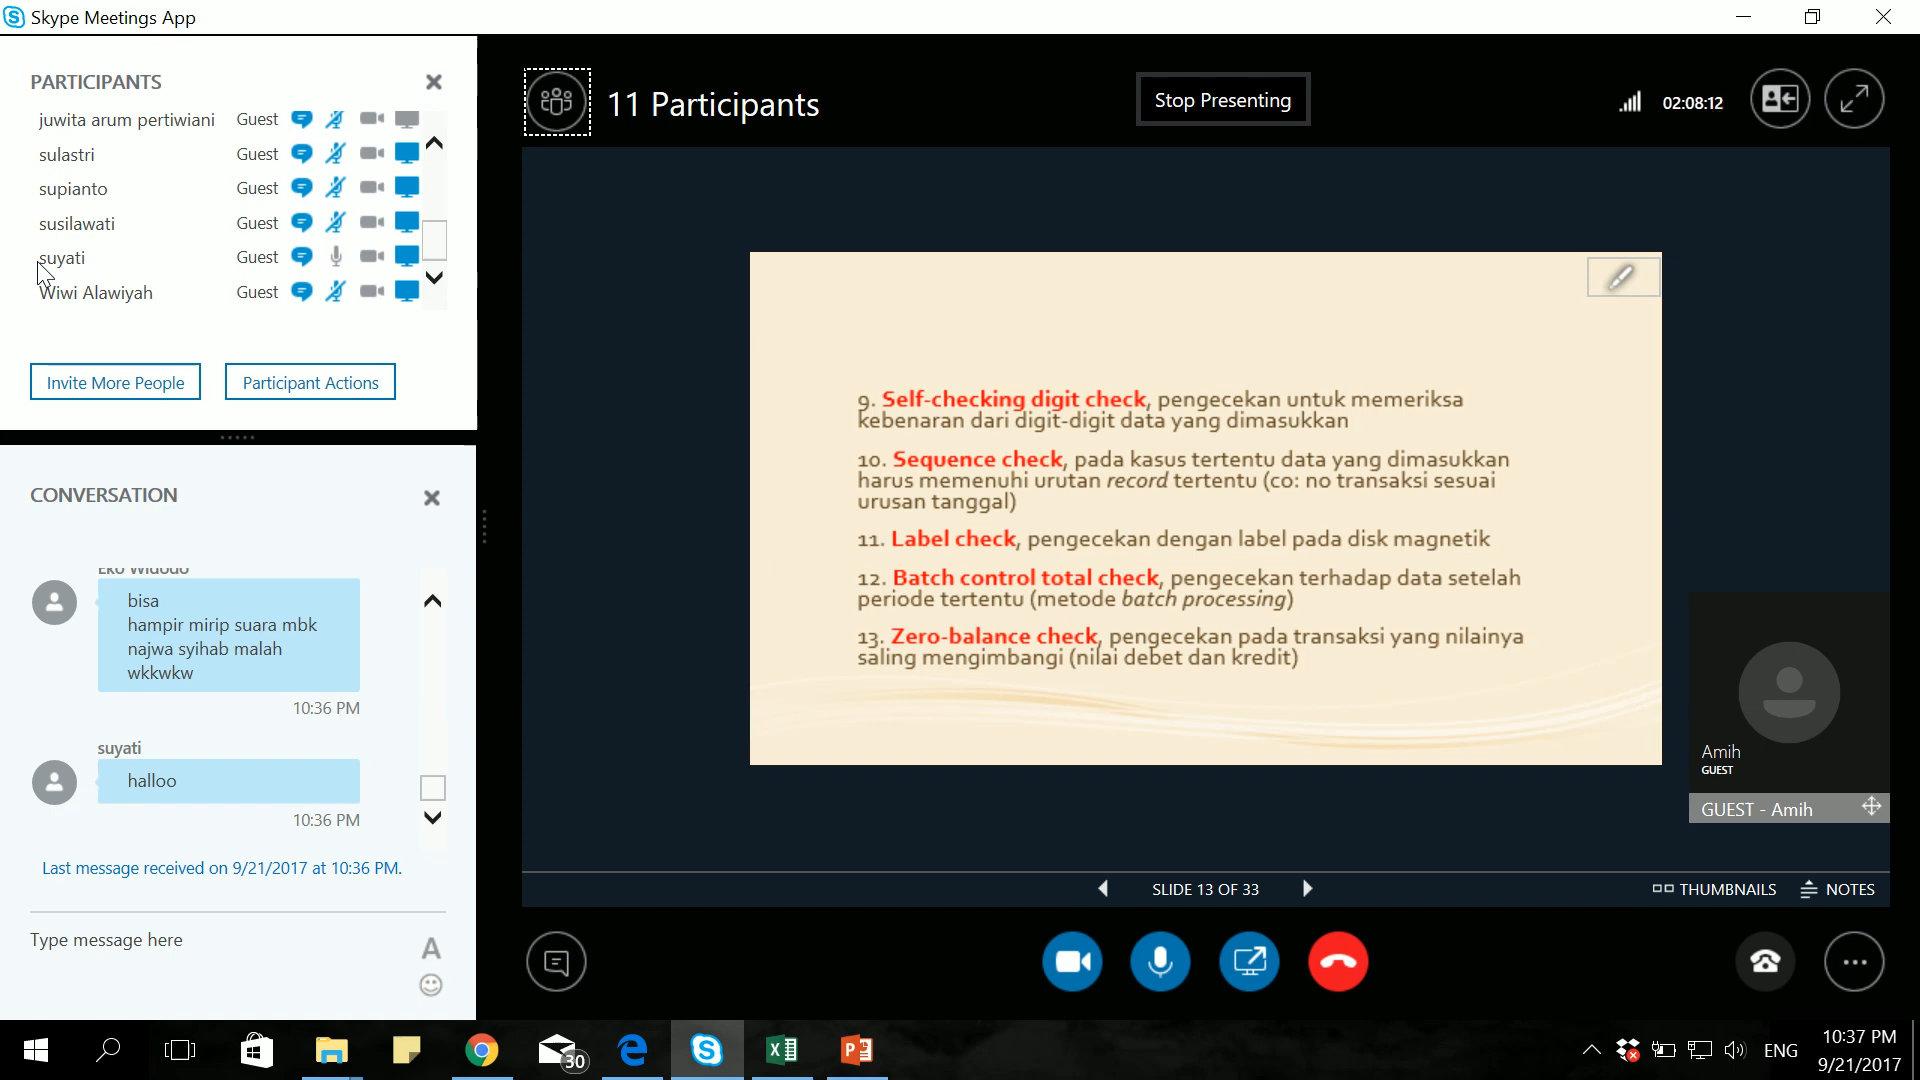 Skype Meetings App
PARTICIPANTS
juwita arum pertiwiani Guest
sulastri Guest
supianto Guest
susilawati Guest
suyati Guest
Wiwi Alawiyah Guest
Invite More People
Participant Actions
CONVERSATION
Eko Widodo
bisa
hampir mirip suara mbk
najwa syihab malah
wkkwkw
10:36 PM
suyati
halloo
10:36 PM
Last message received on 9/21/2017 at 10:36 PM.
Type message here
A
11 Participants
Stop Presenting
02:08:12
9. Self-checking digit check, pengecekan untuk memeriksa
kebenaran dari digit-digit data yang dimasukkan
10. Sequence check, pada kasus tertentu data yang dimasukkan
harus memenuhi urutan record tertentu (co: no transaksi sesuai
urusan tanggal)
11. Label check, pengecekan dengan label pada disk magnetik
12. Batch control total check, pengecekan terhadap data setelah
periode tertentu (metode batch processing)
13. Zero-balance check, pengecekan pada transaksi yang nilainya
saling mengimbangi (nilai debet dan kredit)
Amih
GUEST
GUEST - Amih
SLIDE 13 OF 33
THUMBNAILS
NOTES
30
ENG
10:37 PM
9/21/2017